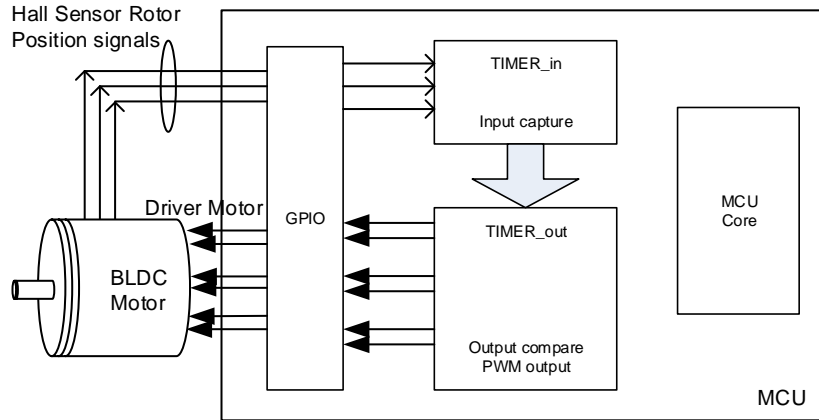 Hall Sensor Rotor
Position signals
TIMER_in
Input capture
Driver Motor
GPIO
BLDC
Motor
TIMER_out
Output compare
PWM output
MCU
Core
MCU